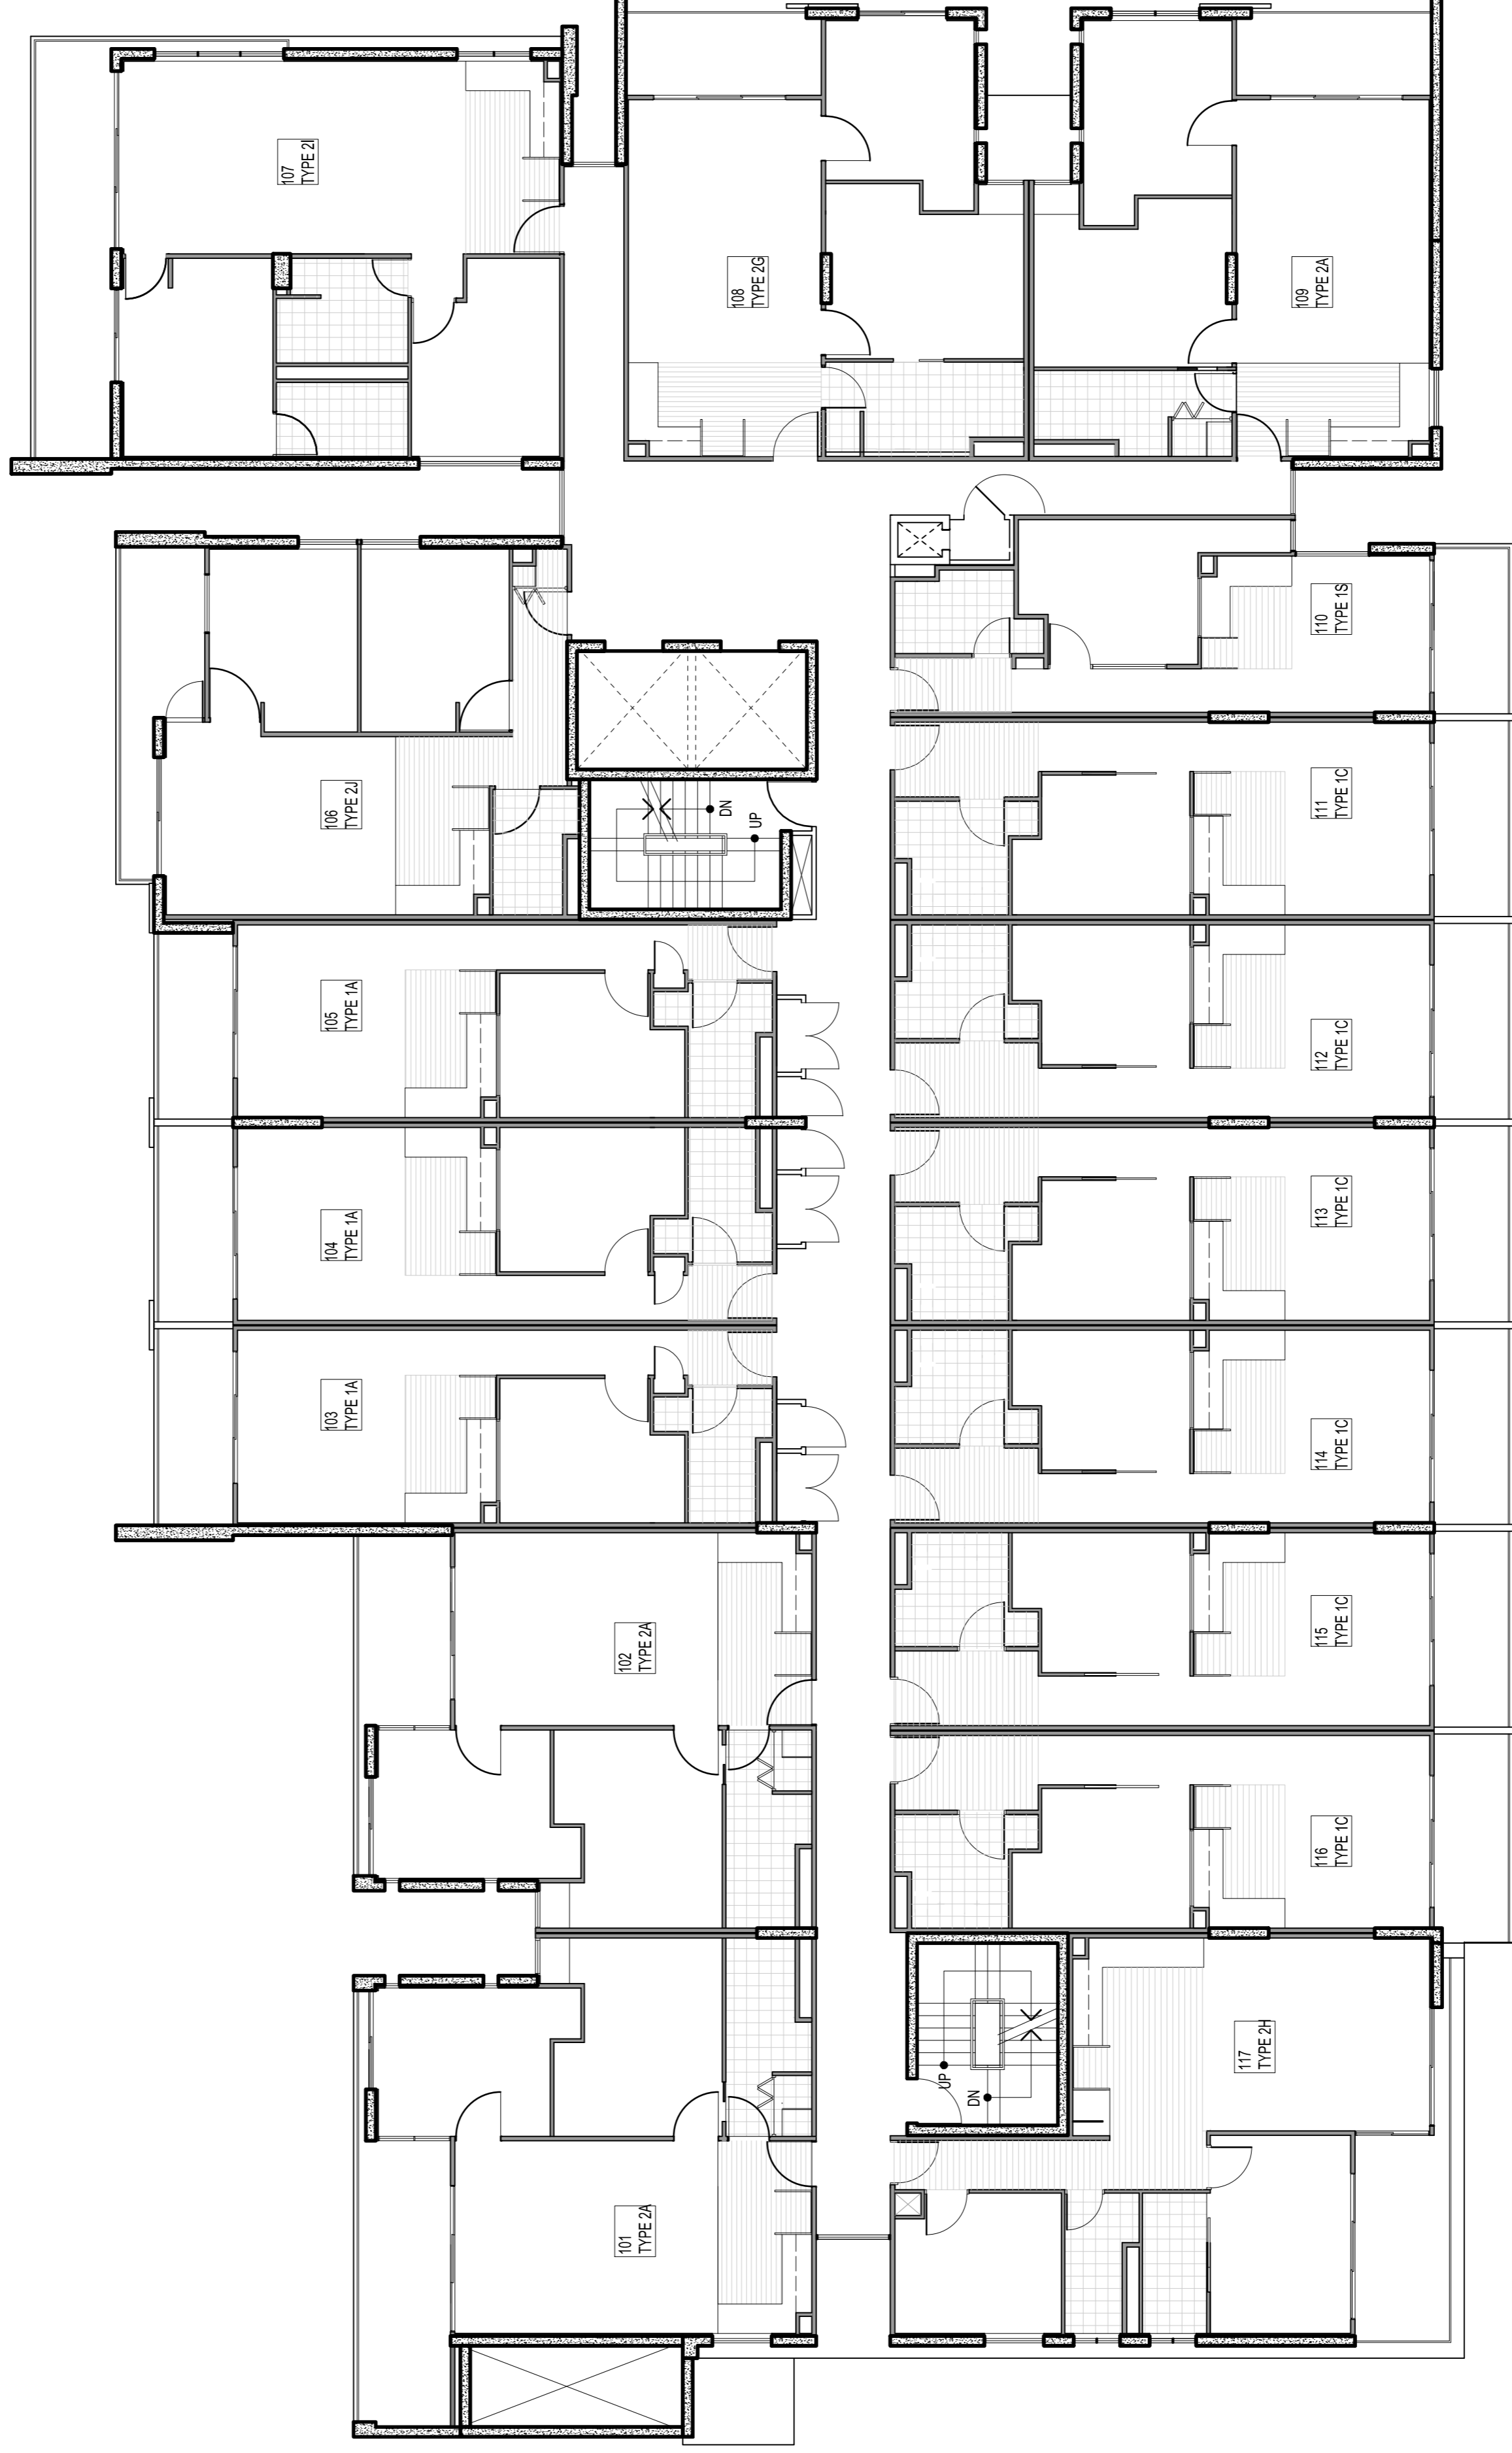 101
TYPE 2A
102
TYPE 2A
103
TYPE 1A
104
TYPE 1A
105
TYPE 1A
106
TYPE 2J
107
TYPE 2I
108
TYPE 2G
109
TYPE 2A
110
TYPE 1S
111
TYPE 1C
112
TYPE 1C
113
TYPE 1C
114
TYPE 1C
115
TYPE 1C
116
TYPE 1C
117
TYPE 2H
DN
UP
UP
DN